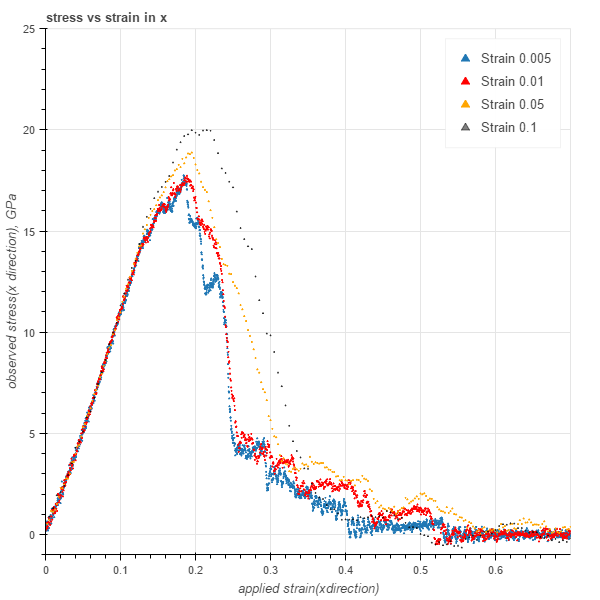 stress vs strain in x
25
20
15
10
5
0
observed stress(x direction), GPa
Strain 0.005
Strain 0.01
Strain 0.05
Strain 0.1
0 0.1 0.2 0.3 0.4 0.5 0.6
applied strain(xdirection)